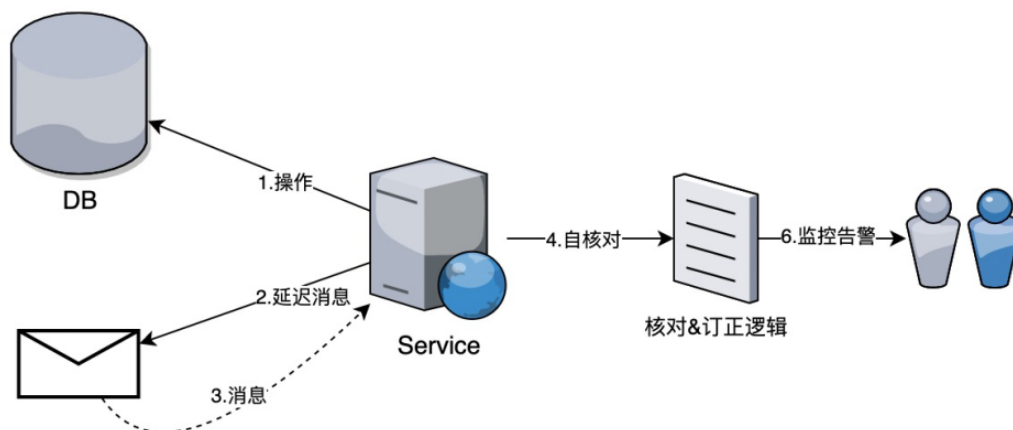 DB
1.操作
2.延迟消息
3.消息
Service
4.自核对
核对&订正逻辑
6.监控告警